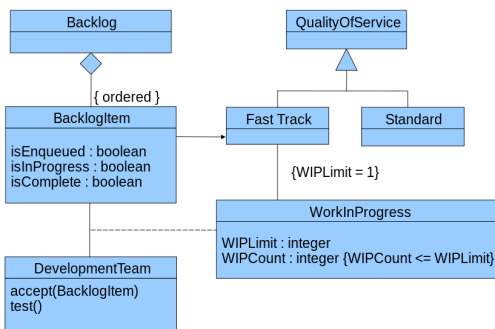 Backlog
QualityOfService
{ ordered }
BacklogItem
isEnqueued : boolean
isInProgress : boolean
isComplete : boolean
Fast Track
Standard
{WIPLimit = 1}
WorkInProgress
WIPLimit : integer
WIPCount : integer {WIPCount <= WIPLimit}
DevelopmentTeam
accept(BacklogItem)
test()